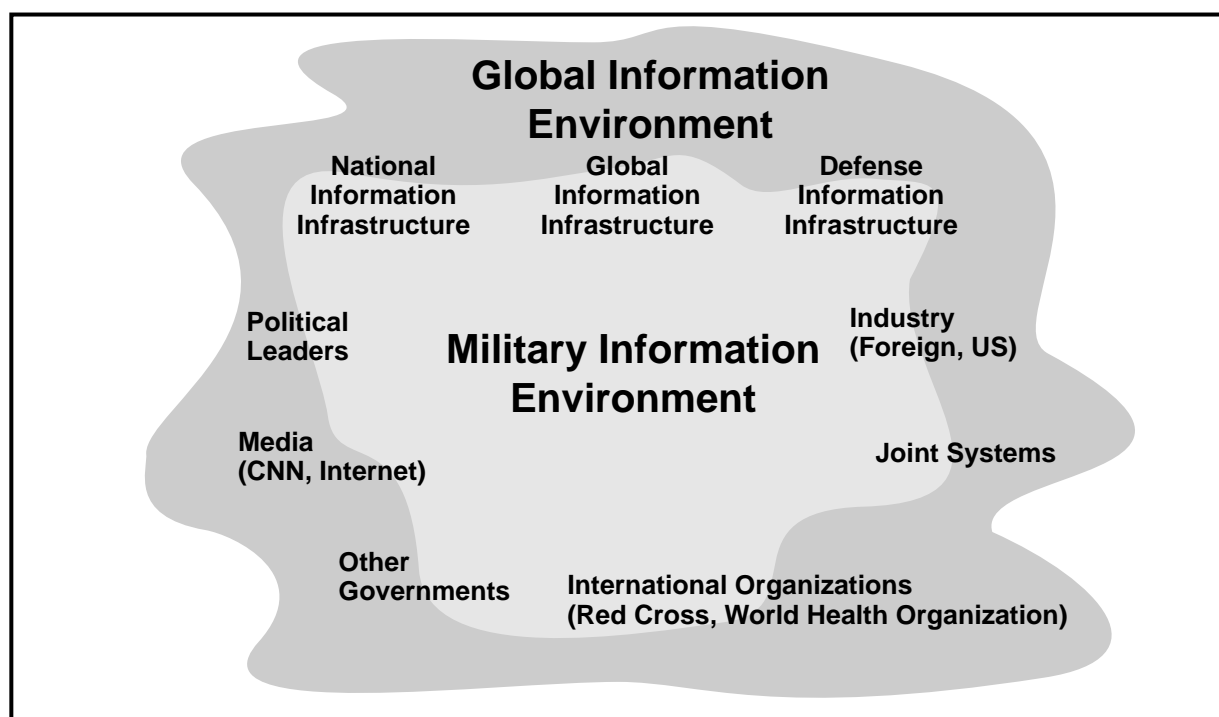 Global Information
Environment
National
Information
Infrastructure
Global
Information
Infrastructure
Defense
Information
Infrastructure
Political
Leaders
Military Information
Environment
Industry
(Foreign, US)
Media
(CNN, Internet)
Joint Systems
Other
Governments
International Organizations
(Red Cross, World Health Organization)